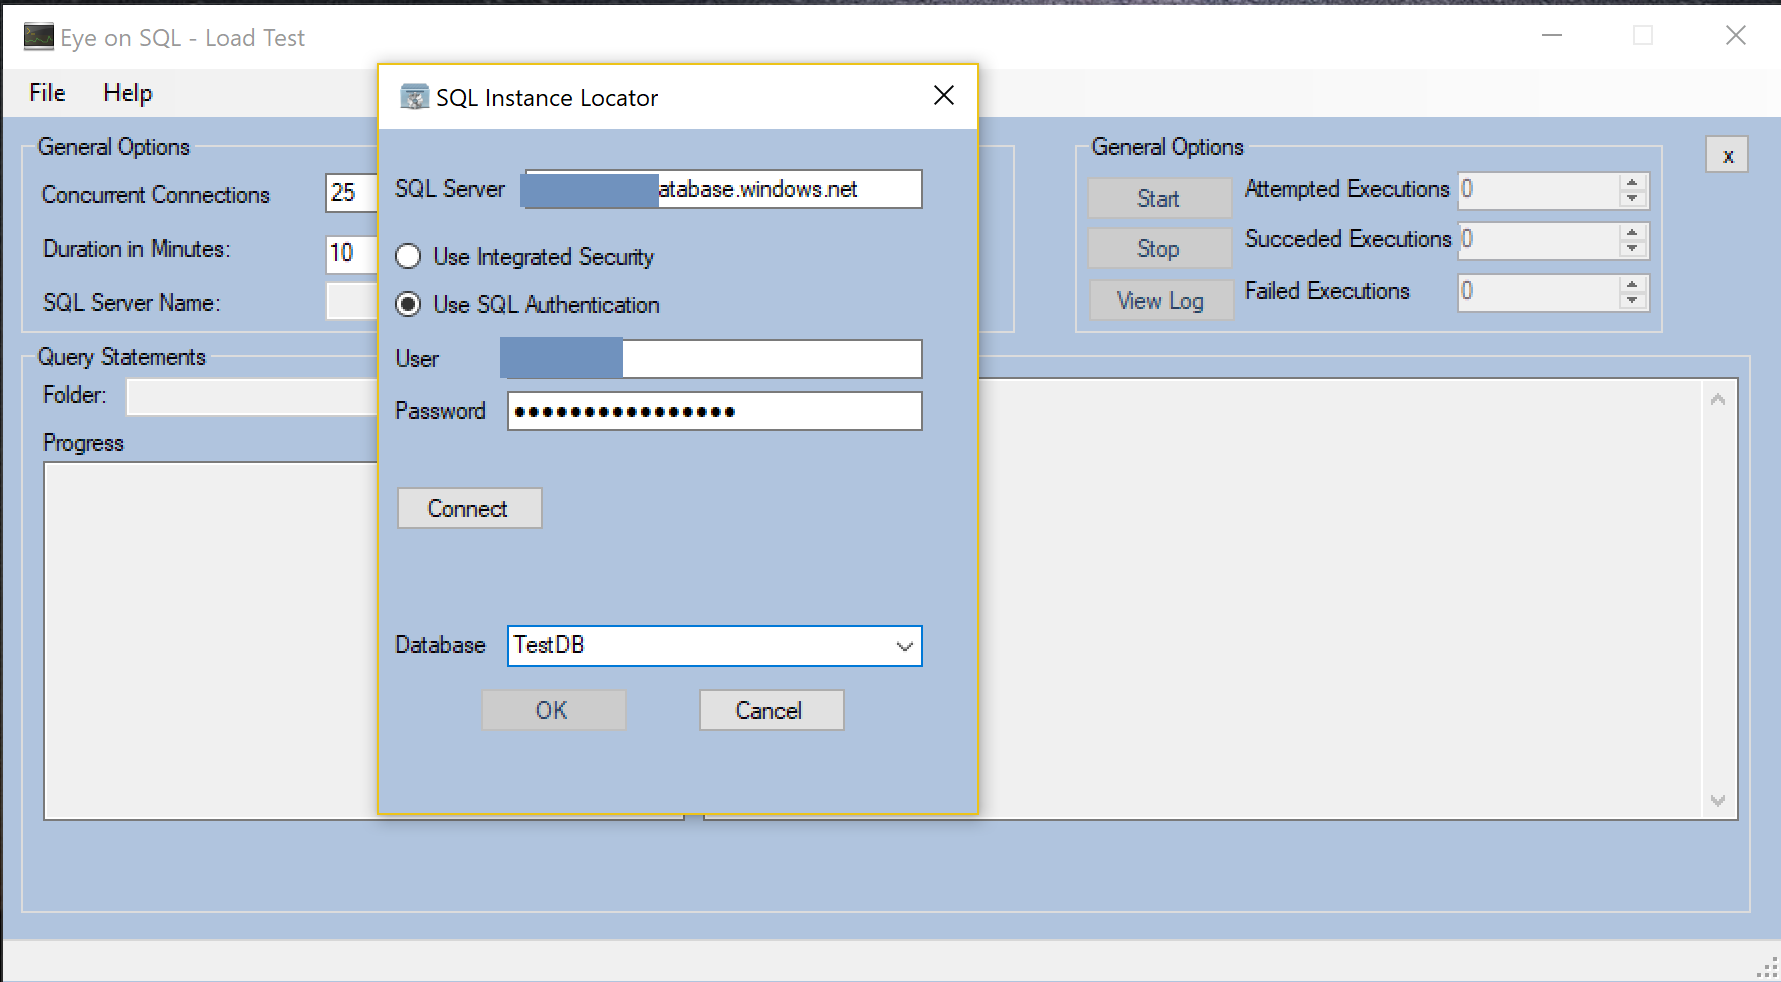 Eye on SQL - Load Test
File Help
General Options
Concurrent Connections 25
Duration in Minutes: 10
SQL Server Name:
Query Statements
Folder:
Progress
SQL Instance Locator
SQL Server atabase.windows.net
Use Integrated Security
Use SQL Authentication
User
Password ●●●●●●●●●●●●●●●●
Connect
Database TestDB
OK Cancel
General Options
x
Start Attempted Executions 0
Stop Succeded Executions 0
View Log Failed Executions 0